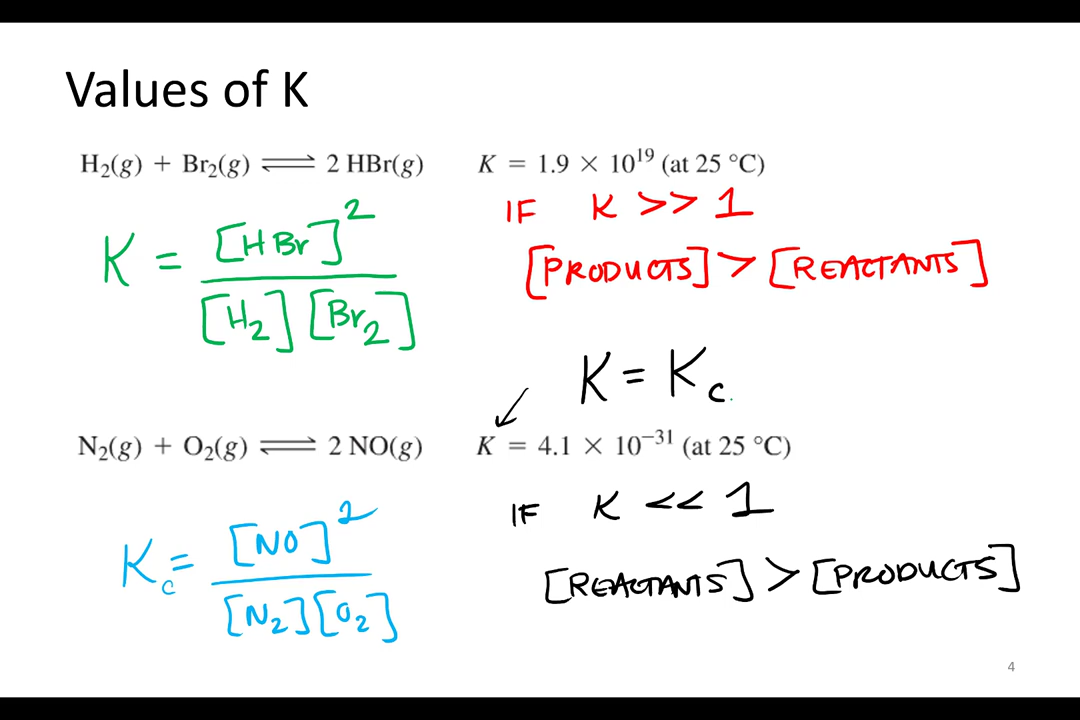 Values of K
H₂(g) + Br₂(g) ⇌ 2 HBr(g) K = 1.9 × 10¹⁹ (at 25 °C)
IF K >> 1
K = [HBr]² / [H₂][Br₂]
[PRODUCTS] > [REACTANTS]
K = Kc
N₂(g) + O₂(g) ⇌ 2 NO(g) K = 4.1 × 10⁻³¹ (at 25 °C)
IF K << 1
Kc = [NO]² / [N₂][O₂]
[REACTANTS] > [PRODUCTS]
4